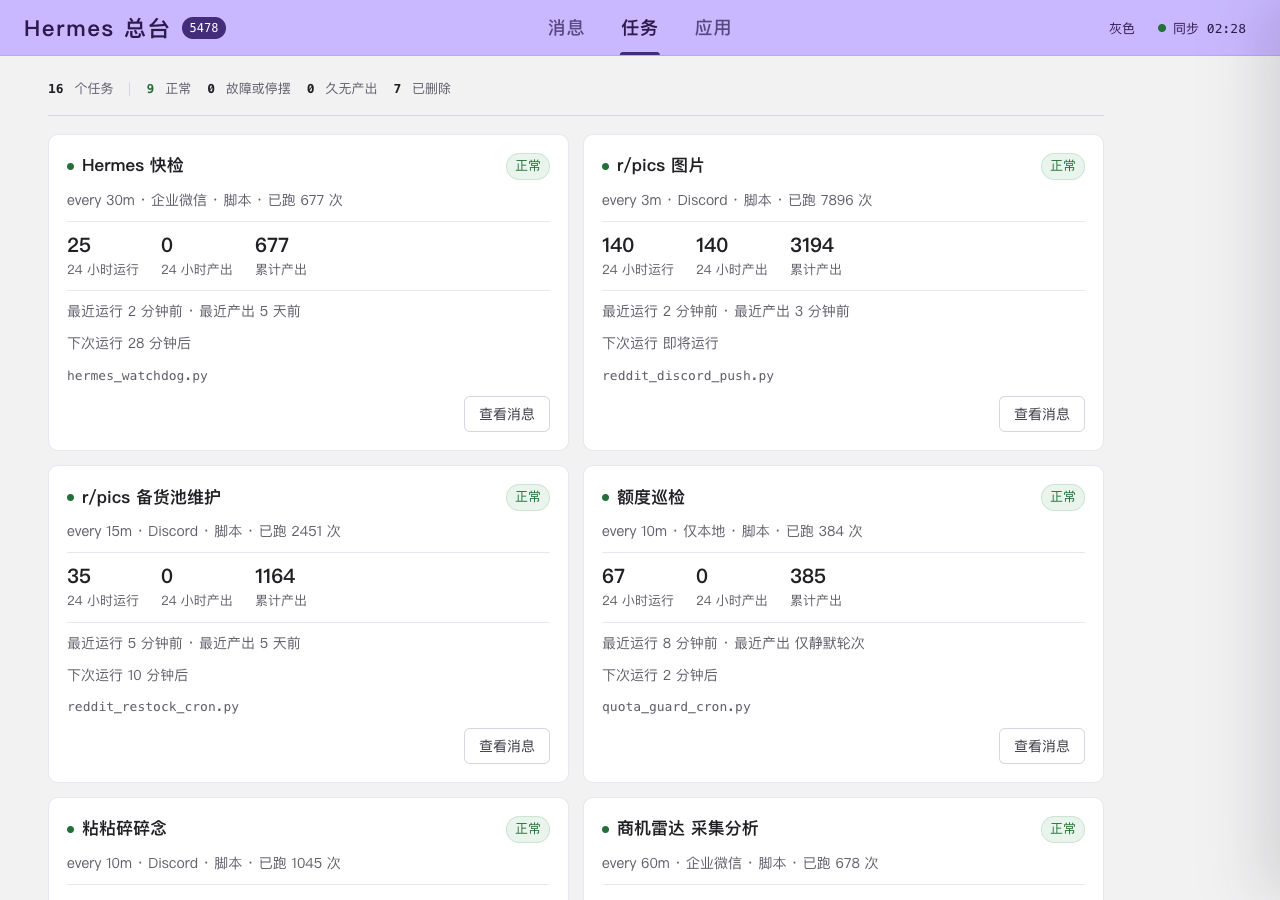 Hermes 总台 5478 消息 任务 应用 灰色 同步 02:28
16 个任务 9 正常 0 故障或停摆 0 久无产出 7 已删除
Hermes 快检 正常
every 30m · 企业微信 · 脚本 · 已跑 677 次
25 0 677
24 小时运行 24 小时产出 累计产出
最近运行 2 分钟前 · 最近产出 5 天前
下次运行 28 分钟后
hermes_watchdog.py
查看消息
r/pics 图片 正常
every 3m · Discord · 脚本 · 已跑 7896 次
140 140 3194
24 小时运行 24 小时产出 累计产出
最近运行 2 分钟前 · 最近产出 3 分钟前
下次运行 即将运行
reddit_discord_push.py
查看消息
r/pics 备货池维护 正常
every 15m · Discord · 脚本 · 已跑 2451 次
35 0 1164
24 小时运行 24 小时产出 累计产出
最近运行 5 分钟前 · 最近产出 5 天前
下次运行 10 分钟后
reddit_restock_cron.py
查看消息
额度巡检 正常
every 10m · 仅本地 · 脚本 · 已跑 384 次
67 0 385
24 小时运行 24 小时产出 累计产出
最近运行 8 分钟前 · 最近产出 仅静默轮次
下次运行 2 分钟后
quota_guard_cron.py
查看消息
粘粘碎碎念 正常
every 10m · Discord · 脚本 · 已跑 1045 次
商机雷达 采集分析 正常
every 60m · 企业微信 · 脚本 · 已跑 678 次